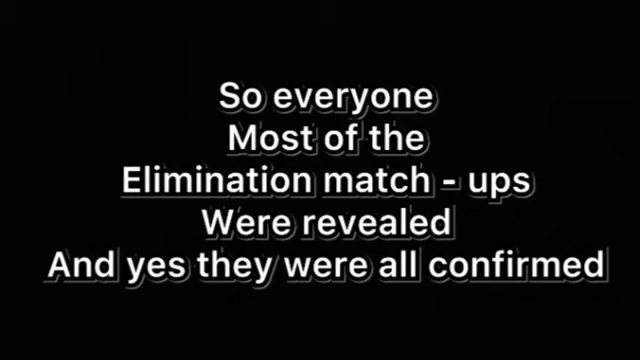 So everyone
Most of the
Elimination match - ups
Were revealed
And yes they were all confirmed